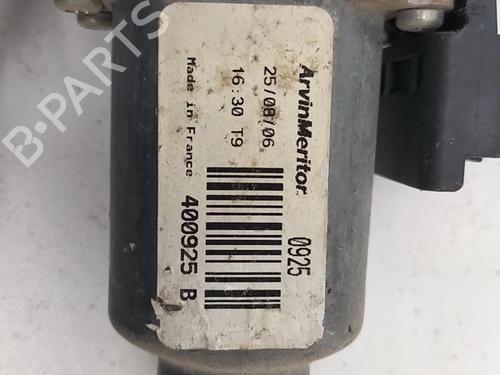 ArvinMeritor 0925
25/08/06
16:30 T9
400925 B
Made in France
B-PARTS